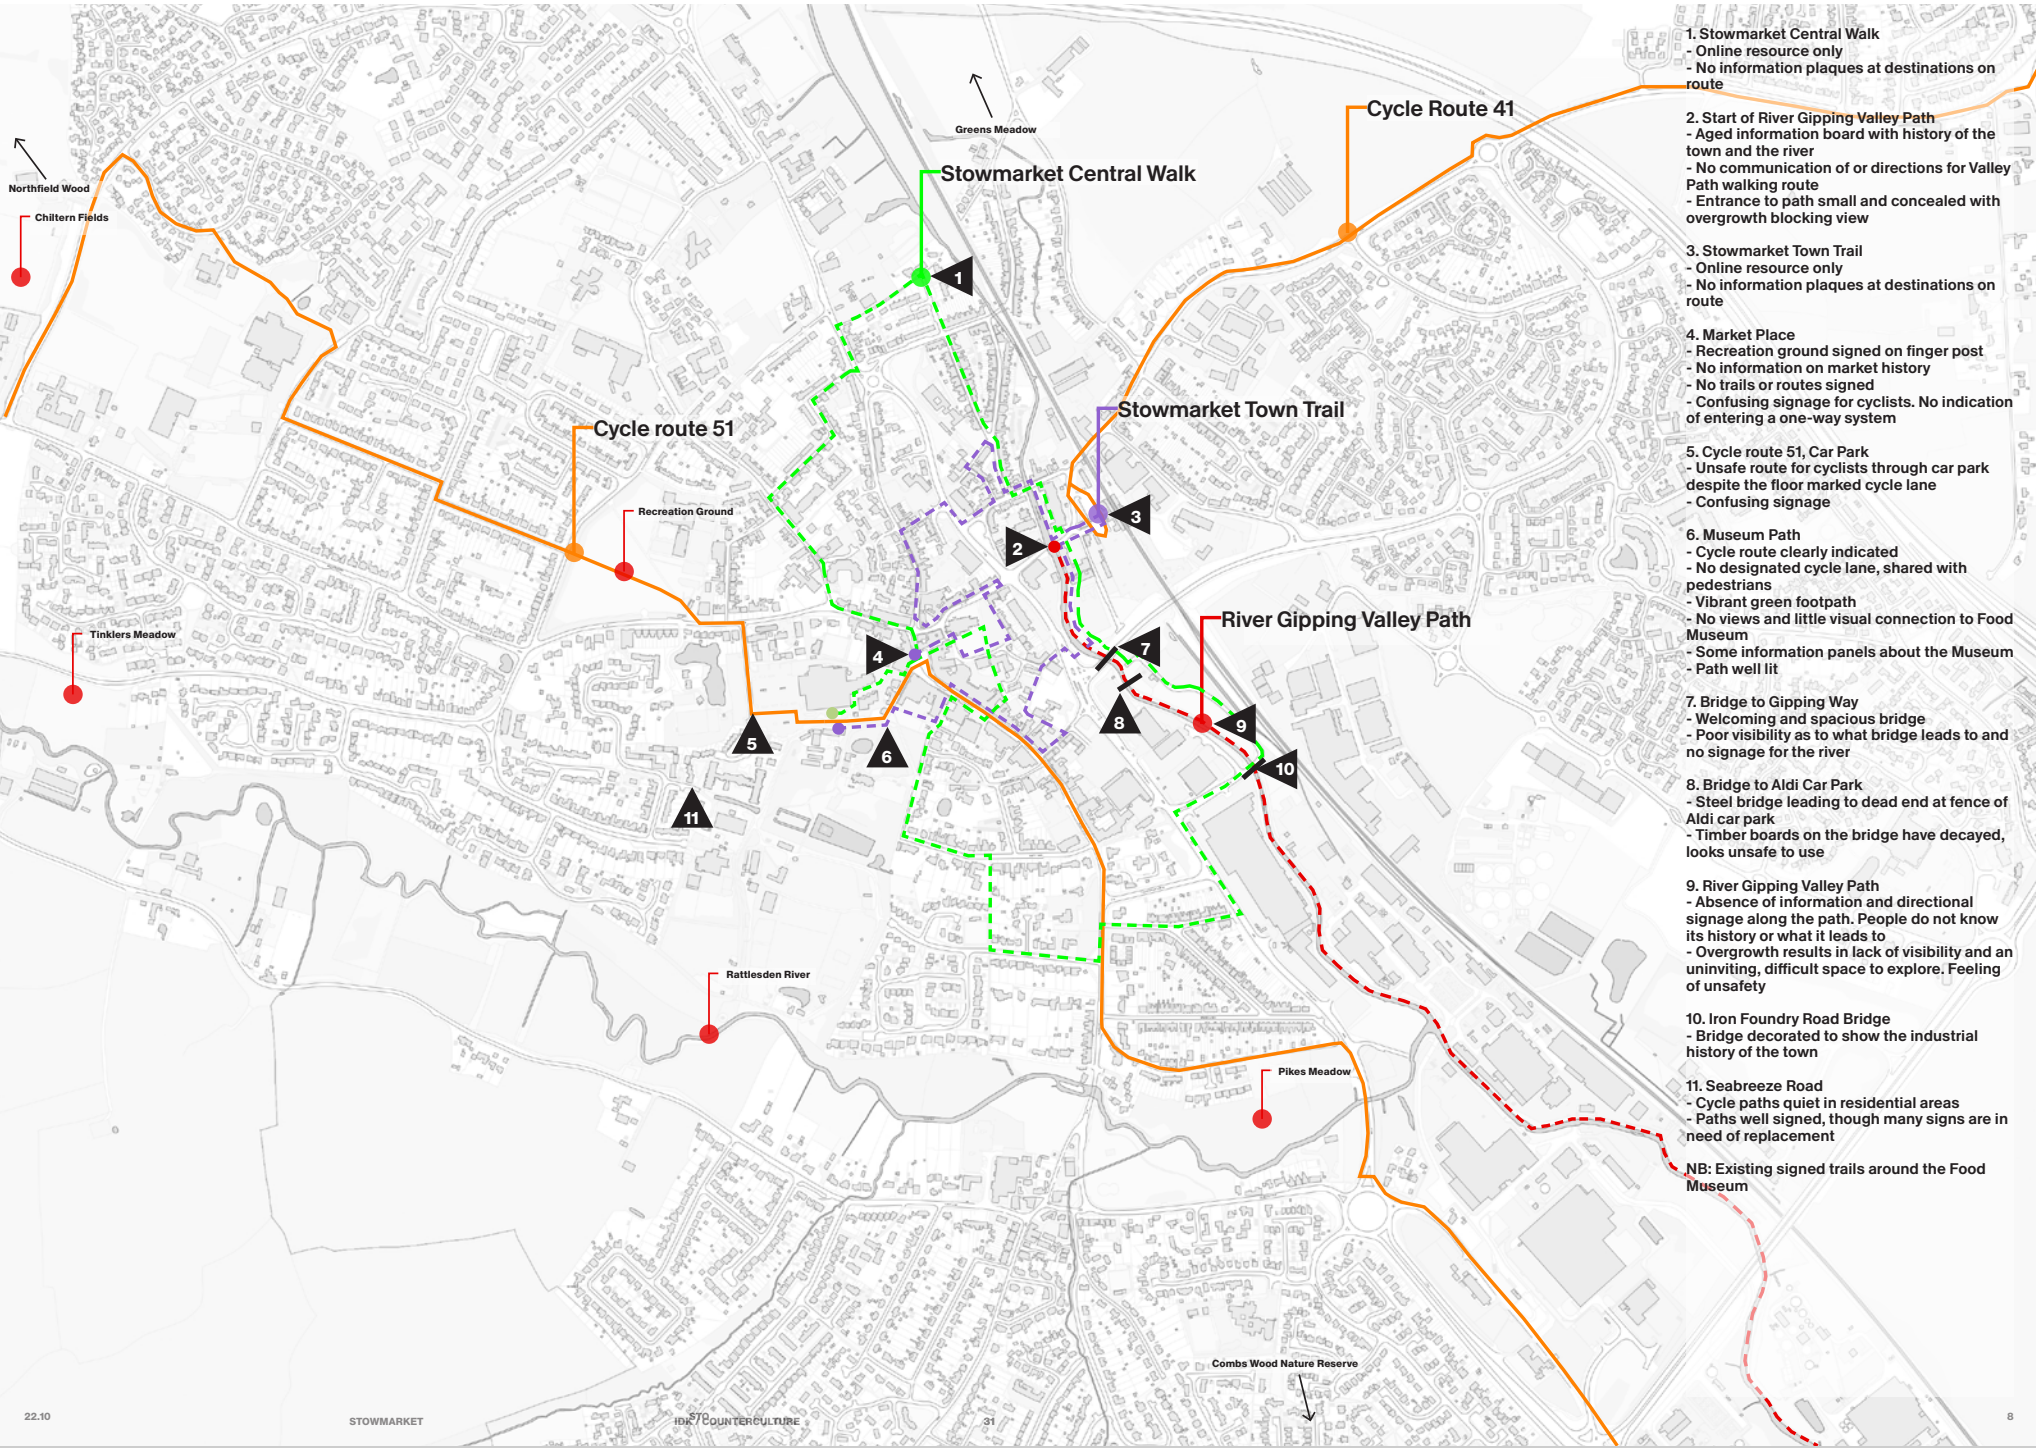 1. Stowmarket Central Walk
- Online resource only
- No information plaques at destinations on
route
2. Start of River Gipping Valley Path
- Aged information board with history of the
town and the river
- No communication of or directions for Valley
Path walking route
- Entrance to path small and concealed with
overgrowth blocking view
3. Stowmarket Town Trail
- Online resource only
- No information plaques at destinations on
route
4. Market Place
- Recreation ground signed on finger post
- No information on market history
- No trails or routes signed
- Confusing signage for cyclists. No indication
of entering a one-way system
5. Cycle route 51, Car Park
- Unsafe route for cyclists through car park
despite the floor marked cycle lane
- Confusing signage
6. Museum Path
- Cycle route clearly indicated
- No designated cycle lane, shared with
pedestrians
- Vibrant green footpath
- No views and little visual connection to Food
Museum
- Some information panels about the Museum
- Path well lit
7. Bridge to Gipping Way
- Welcoming and spacious bridge
- Poor visibility as to what bridge leads to and
no signage for the river
8. Bridge to Aldi Car Park
- Steel bridge leading to dead end at fence of
Aldi car park
- Timber boards on the bridge have decayed,
looks unsafe to use
9. River Gipping Valley Path
- Absence of information and directional
signage along the path. People do not know
its history or what it leads to
- Overgrowth results in lack of visibility and an
uninviting, difficult space to explore. Feeling
of unsafety
10. Iron Foundry Road Bridge
- Bridge decorated to show the industrial
history of the town
11. Seabreeze Road
- Cycle paths quiet in residential areas
- Paths well signed, though many signs are in
need of replacement
NB: Existing signed trails around the Food
Museum
Cycle Route 41
Greens Meadow
Stowmarket Central Walk
Northfield Wood
Chiltern Fields
1
Stowmarket Town Trail
Cycle route 51
Recreation Ground
3
2
River Gipping Valley Path
Tinklers Meadow
4
7
8
9
5
6
10
11
Rattlesden River
Pikes Meadow
Combs Wood Nature Reserve
22.10
STOWMARKET
IDK
STO
COUNTERCULTURE
31
8